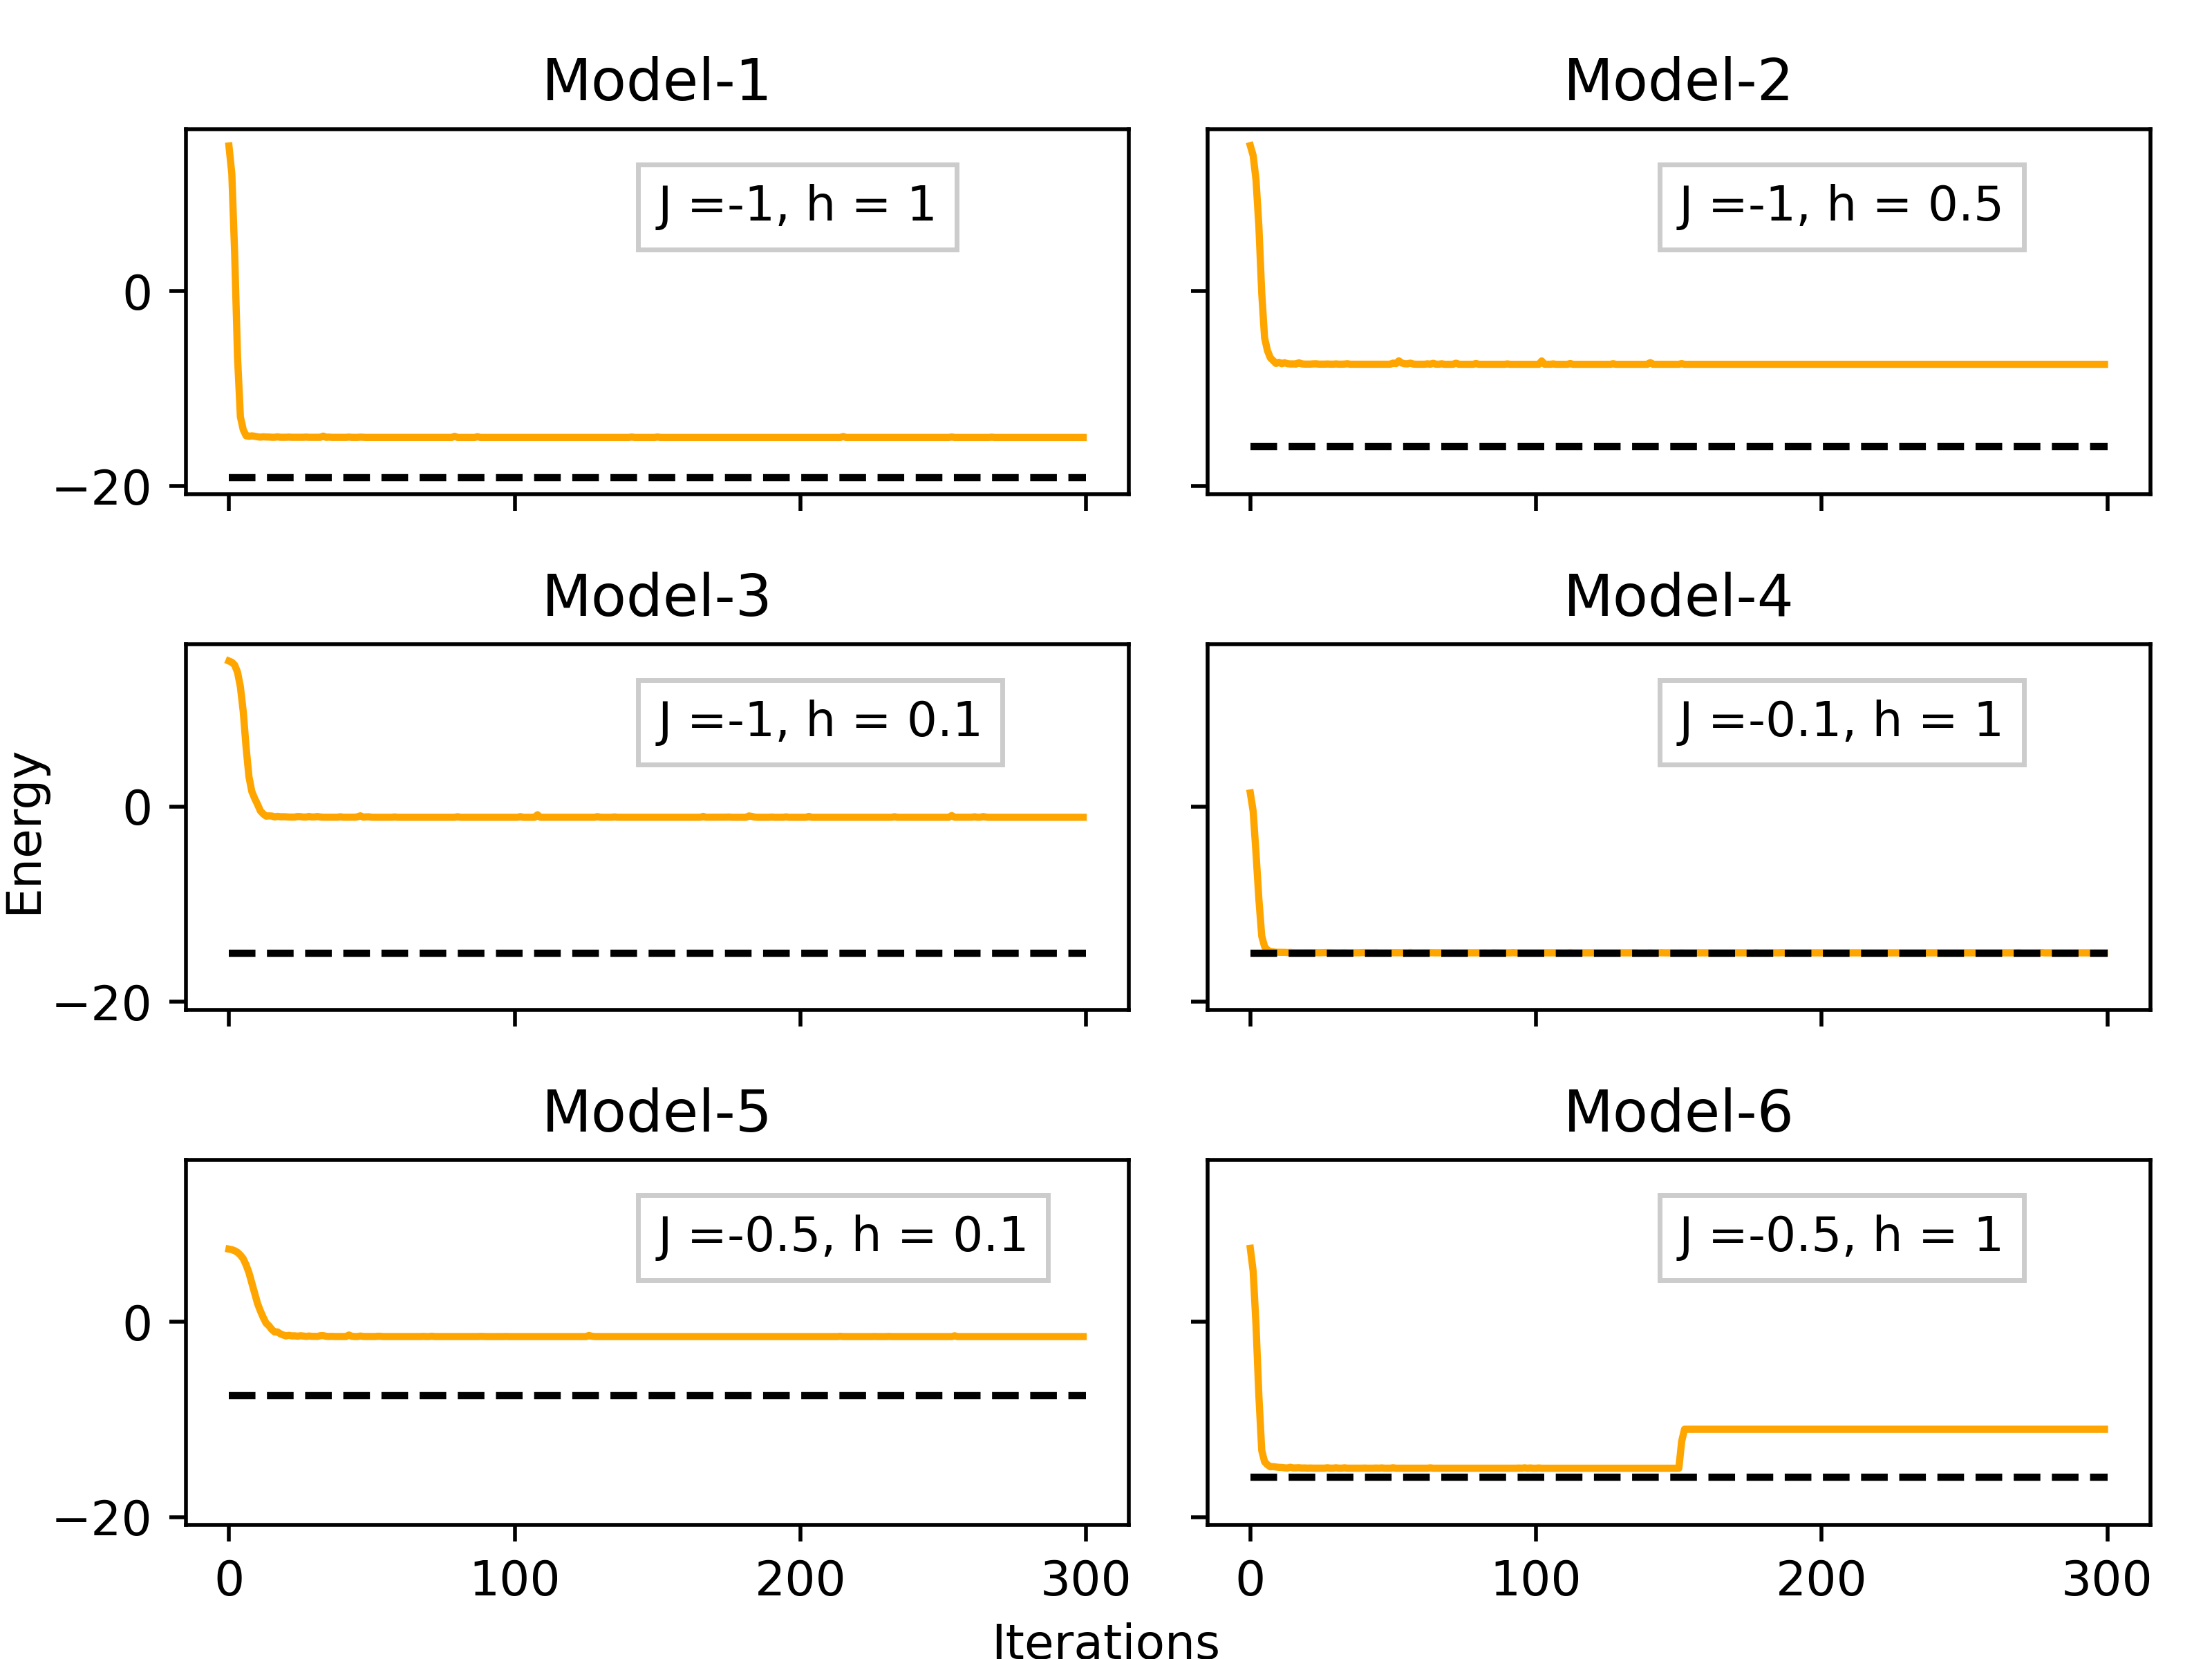 Model-1
Model-2
J =-1, h = 1
J =-1, h = 0.5
0
−20
Model-3
Model-4
J =-1, h = 0.1
J =-0.1, h = 1
0
−20
Energy
Model-5
Model-6
J =-0.5, h = 0.1
J =-0.5, h = 1
0
−20
0 100 200 300
0 100 200 300
Iterations